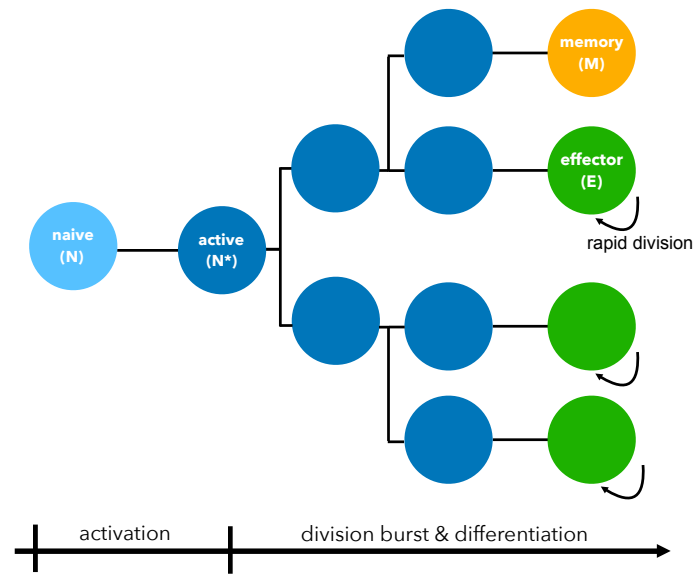 memory
(M)
effector
(E)
rapid division
naive
(N)
active
(N*)
activation
division burst & differentiation